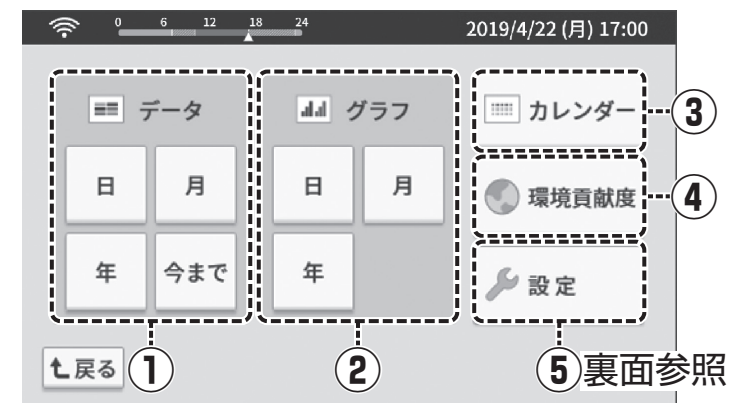 0 6 12 18 24 2019/4/22 (月) 17:00
データ グラフ カレンダー ③
日 月 日 月 環境貢献度 ④
年 今まで 年 設定
戻る ① ② ⑤裏面参照